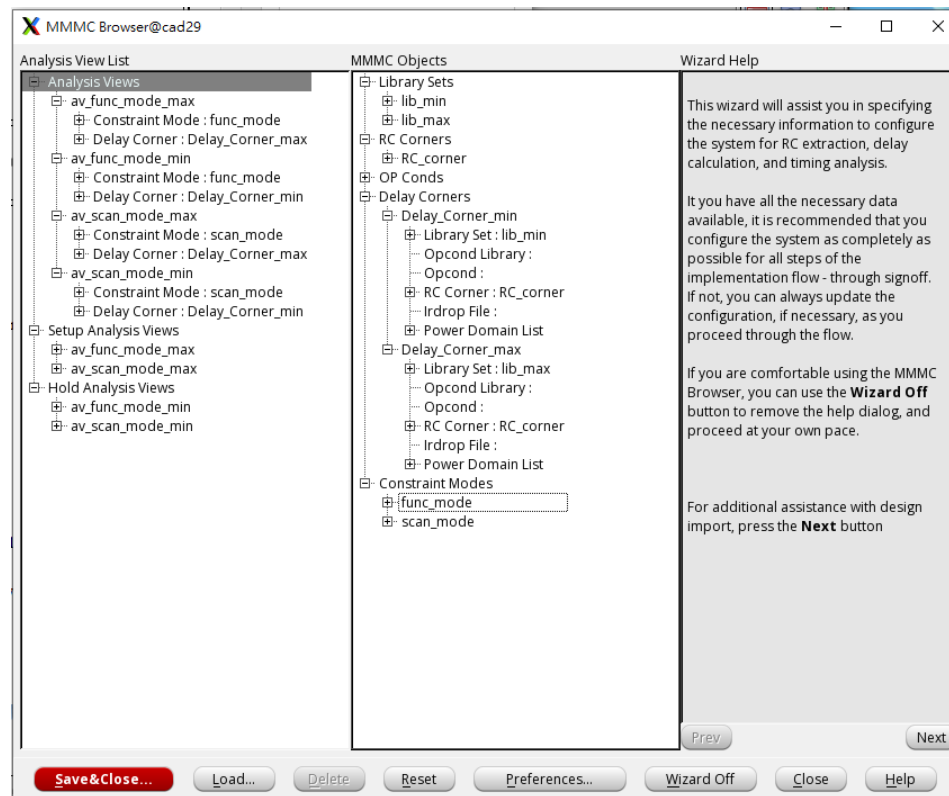 MMMC Browser@cad29
Analysis View List
Analysis Views
av_func_mode_max
Constraint Mode : func_mode
Delay Corner : Delay_Corner_max
av_func_mode_min
Constraint Mode : func_mode
Delay Corner : Delay_Corner_min
av_scan_mode_max
Constraint Mode : scan_mode
Delay Corner : Delay_Corner_max
av_scan_mode_min
Constraint Mode : scan_mode
Delay Corner : Delay_Corner_min
Setup Analysis Views
av_func_mode_max
av_scan_mode_max
Hold Analysis Views
av_func_mode_min
av_scan_mode_min
MMMC Objects
Library Sets
lib_min
lib_max
RC Corners
RC_corner
OP Conds
Delay Corners
Delay_Corner_min
Library Set : lib_min
Opcond Library :
Opcond :
RC Corner : RC_corner
Irdrop File :
Power Domain List
Delay_Corner_max
Library Set : lib_max
Opcond Library :
Opcond :
RC Corner : RC_corner
Irdrop File :
Power Domain List
Constraint Modes
func_mode
scan_mode
Wizard Help
This wizard will assist you in specifying
the necessary information to configure
the system for RC extraction, delay
calculation, and timing analysis.
It you have all the necessary data
available, it is recommended that you
configure the system as completely as
possible for all steps of the
implementation flow - through signoff.
If not, you can always update the
configuration, if necessary, as you
proceed through the flow.
If you are comfortable using the MMMC
Browser, you can use the Wizard Off
button to remove the help dialog, and
proceed at your own pace.
For additional assistance with design
import, press the Next button
Prev
Next
Save&Close...
Load...
Delete
Reset
Preferences...
Wizard Off
Close
Help